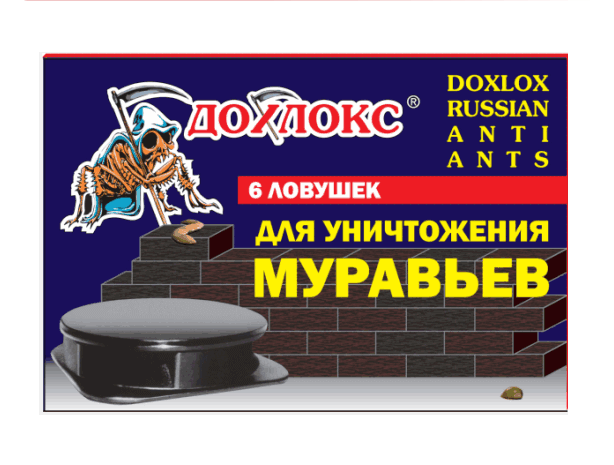 ДОХЛОКС®
DOXLOX
RUSSIAN
ANTI
ANTS
6 ЛОВУШЕК
ДЛЯ УНИЧТОЖЕНИЯ
МУРАВЬЕВ